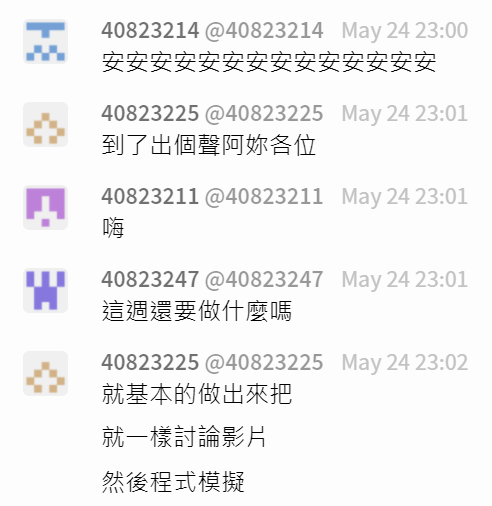 40823214 @40823214 May 24 23:00
安安安安安安安安安安安安安安
40823225 @40823225 May 24 23:01
到了出個聲阿妳各位
40823211 @40823211 May 24 23:01
嗨
40823247 @40823247 May 24 23:01
這週還要做什麼嗎
40823225 @40823225 May 24 23:02
就基本的做出來把
就一樣討論影片
然後程式模擬